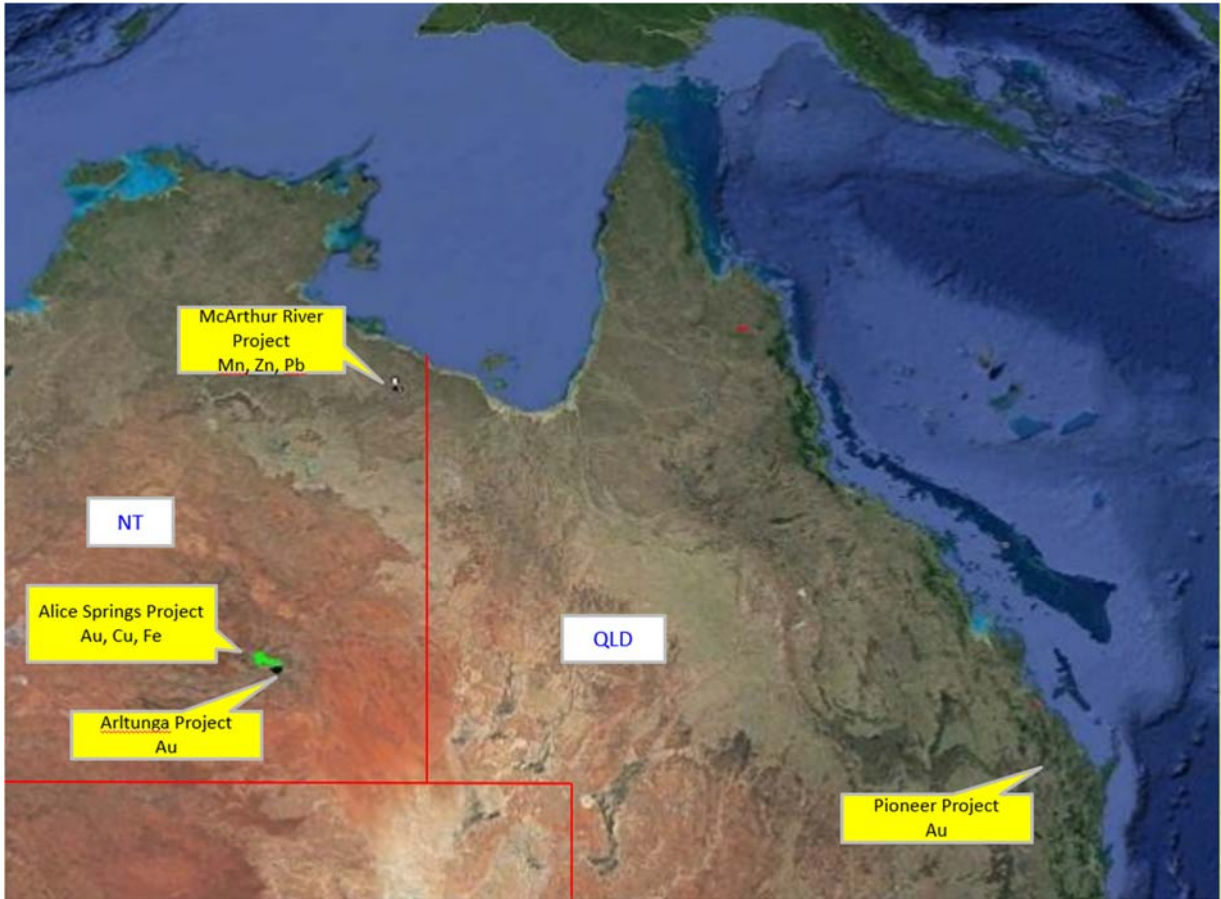 McArthur River
Project
Mn, Zn, Pb
NT
Alice Springs Project
Au, Cu, Fe
QLD
Arltunga Project
Au
Pioneer Project
Au